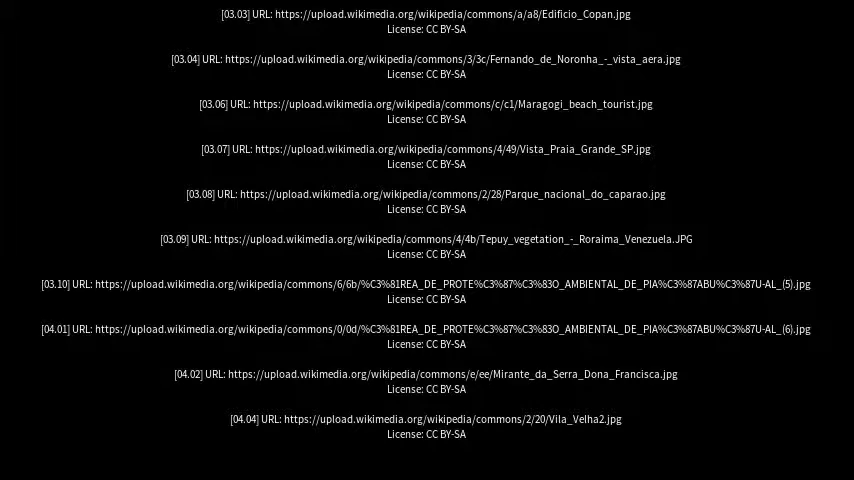 [03.03] URL: https://upload.wikimedia.org/wikipedia/commons/a/a8/Edificio_Copan.jpg
License: CC BY-SA
[03.04] URL: https://upload.wikimedia.org/wikipedia/commons/3/3c/Fernando_de_Noronha_-_vista_aera.jpg
License: CC BY-SA
[03.06] URL: https://upload.wikimedia.org/wikipedia/commons/c/c1/Maragogi_beach_tourist.jpg
License: CC BY-SA
[03.07] URL: https://upload.wikimedia.org/wikipedia/commons/4/49/Vista_Praia_Grande_SP.jpg
License: CC BY-SA
[03.08] URL: https://upload.wikimedia.org/wikipedia/commons/2/28/Parque_nacional_do_caparao.jpg
License: CC BY-SA
[03.09] URL: https://upload.wikimedia.org/wikipedia/commons/4/4b/Tepuy_vegetation_-_Roraima_Venezuela.JPG
License: CC BY-SA
[03.10] URL: https://upload.wikimedia.org/wikipedia/commons/6/6b/%C3%81REA_DE_PROTE%C3%87%C3%83O_AMBIENTAL_DE_PIA%C3%87ABU%C3%87U-AL_(5).jpg
License: CC BY-SA
[04.01] URL: https://upload.wikimedia.org/wikipedia/commons/0/0d/%C3%81REA_DE_PROTE%C3%87%C3%83O_AMBIENTAL_DE_PIA%C3%87ABU%C3%87U-AL_(6).jpg
License: CC BY-SA
[04.02] URL: https://upload.wikimedia.org/wikipedia/commons/e/ee/Mirante_da_Serra_Dona_Francisca.jpg
License: CC BY-SA
[04.04] URL: https://upload.wikimedia.org/wikipedia/commons/2/20/Vila_Velha2.jpg
License: CC BY-SA